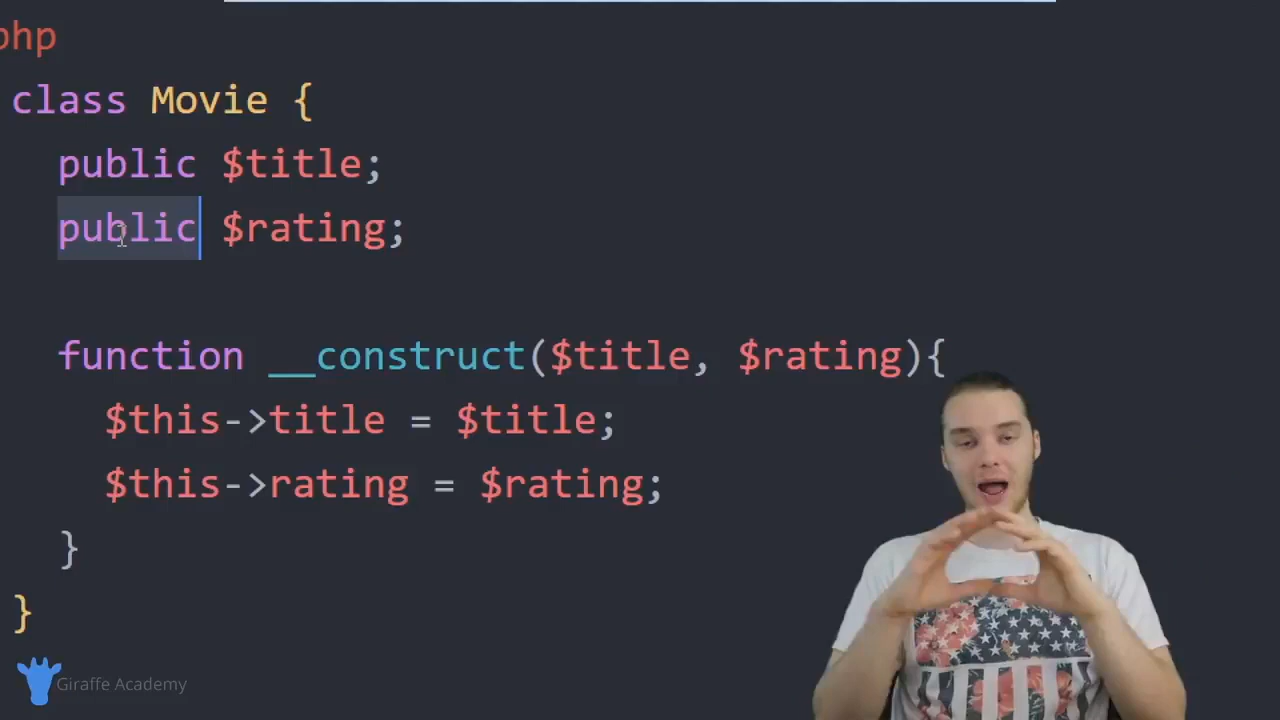 php
class Movie {
public $title;
public $rating;
function __construct($title, $rating){
$this->title = $title;
$this->rating = $rating;
}
}
Giraffe Academy